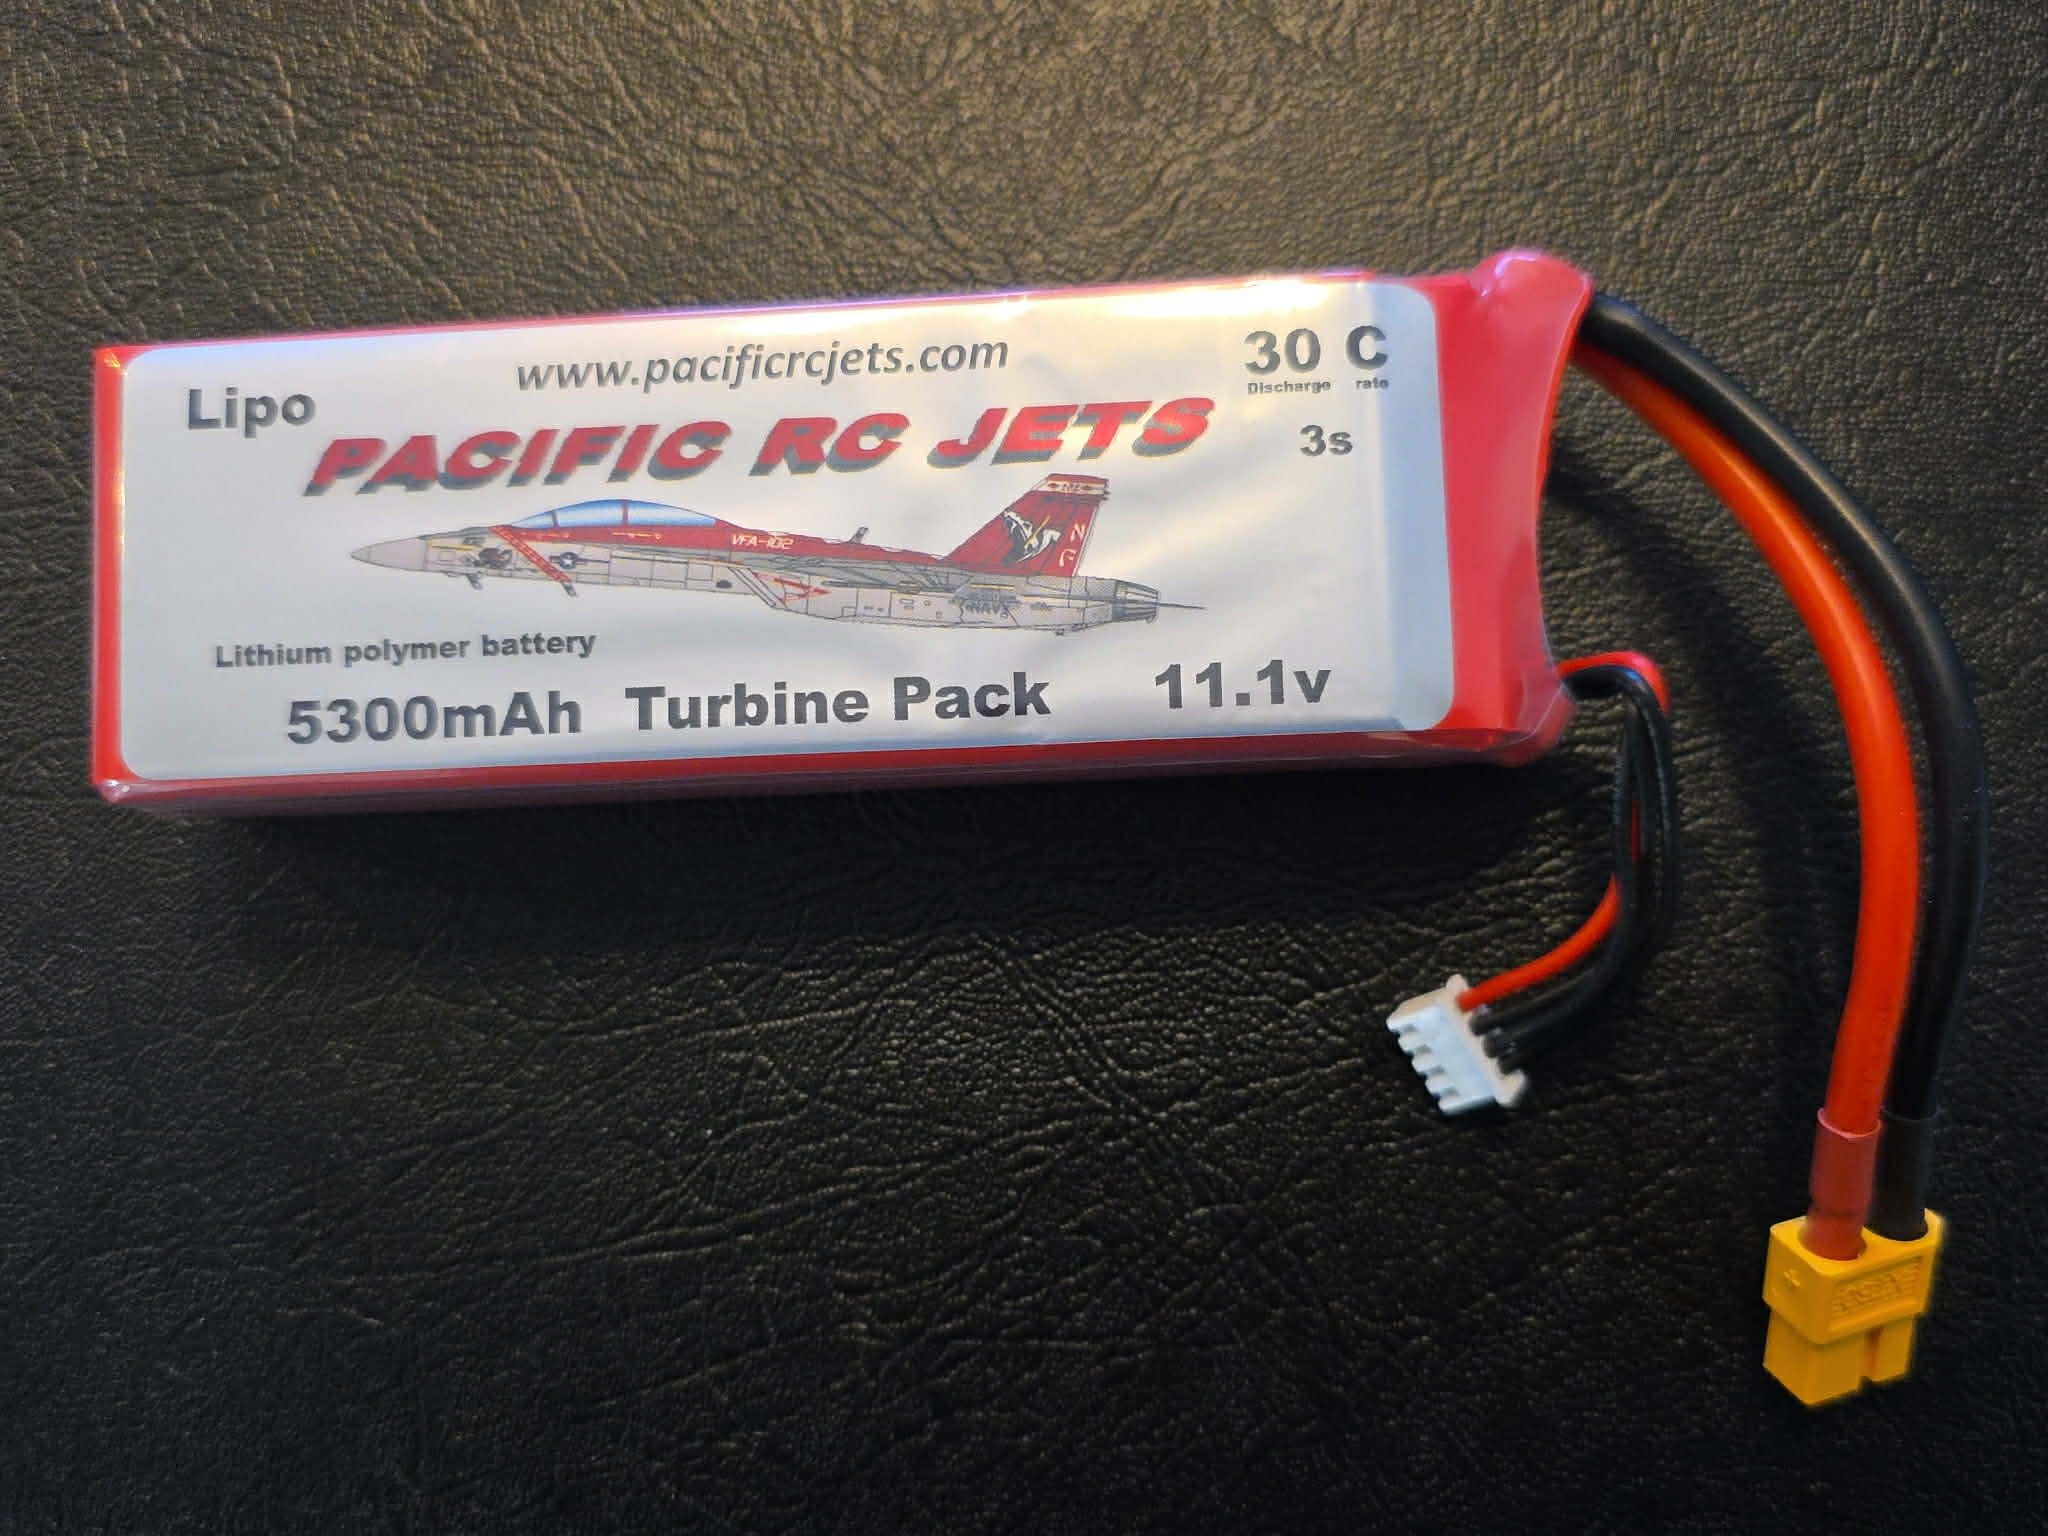 www.pacificrcjets.com
30 C
Discharge rate
Lipo
PACIFIC RC JETS
3s
VFA-102
NAVY
Lithium polymer battery
5300mAh Turbine Pack 11.1v
+